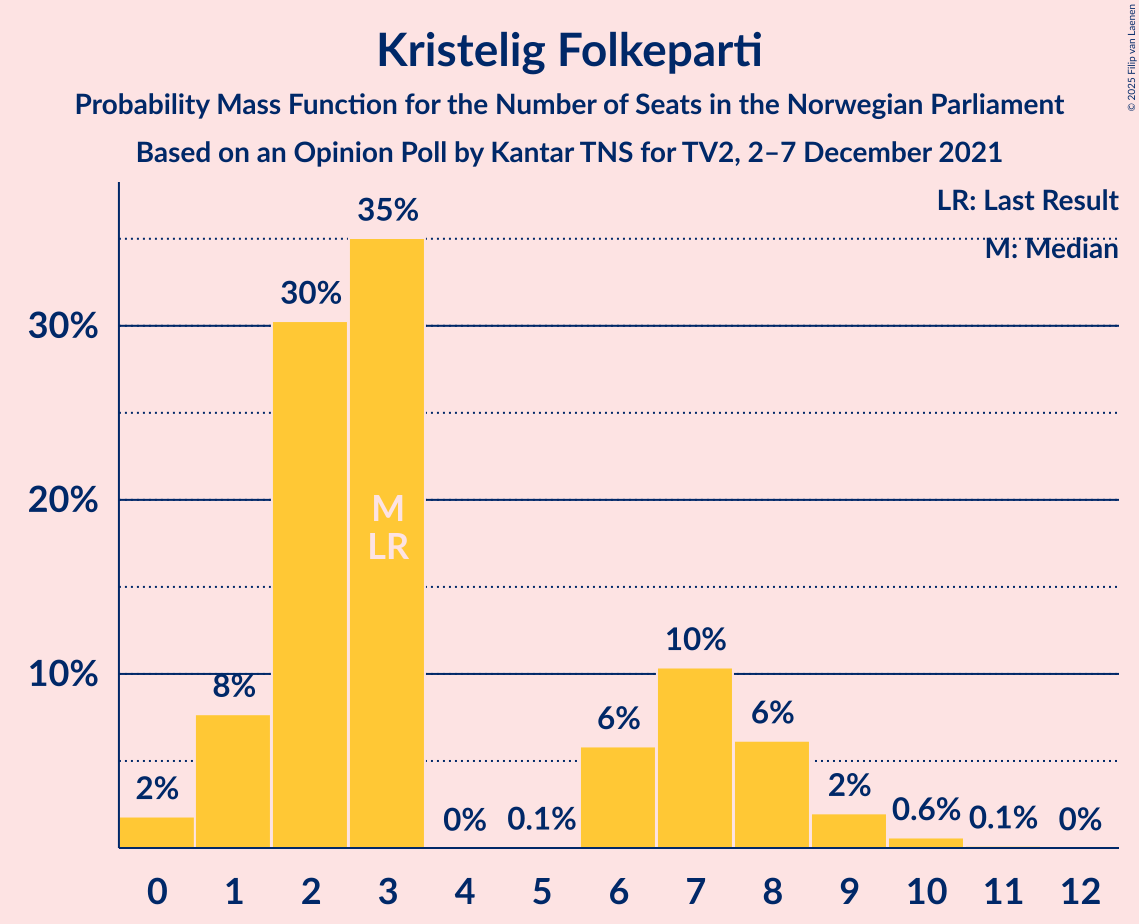 Kristelig Folkeparti
Probability Mass Function for the Number of Seats in the Norwegian Parliament
Based on an Opinion Poll by Kantar TNS for TV2, 2–7 December 2021
© 2025 Filip van Laenen
LR: Last Result
M: Median
35%
30%
30%
20%
M
LR
10%
10%
8%
6%
6%
2%
2%
0%
0.1%
0.6%
0.1%
0%
0 1 2 3 4 5 6 7 8 9 10 11 12